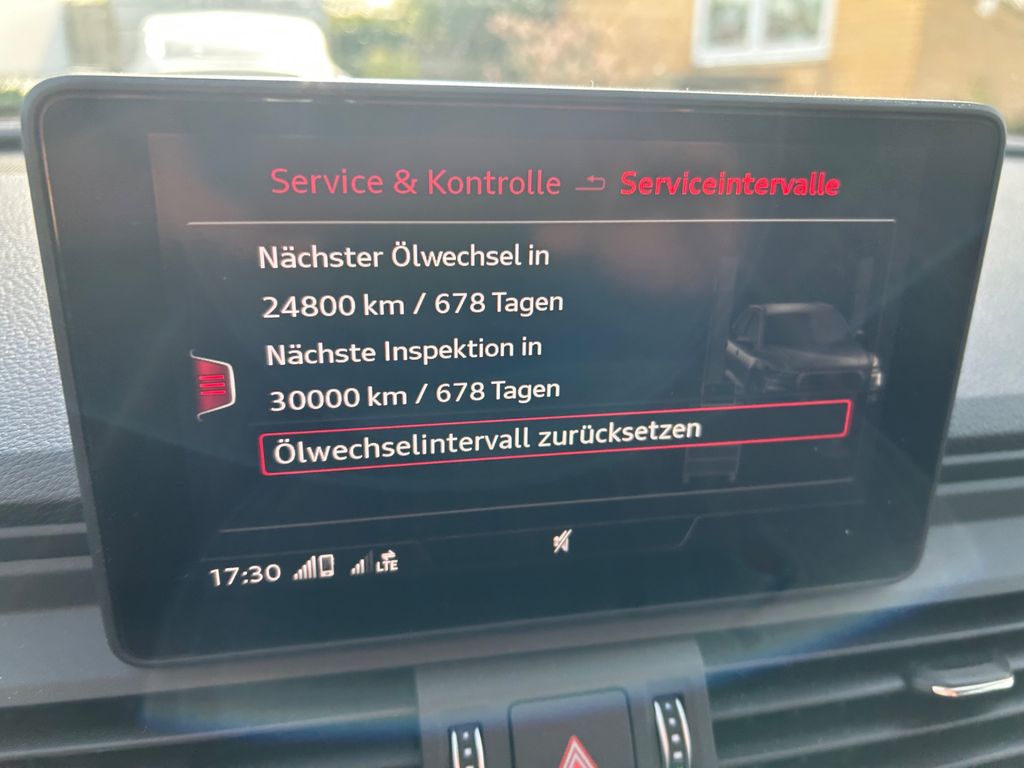 Service & Kontrolle Serviceintervalle
Nächster Ölwechsel in
24800 km / 678 Tagen
Nächste Inspektion in
30000 km / 678 Tagen
Ölwechselintervall zurücksetzen
17:30 LTE